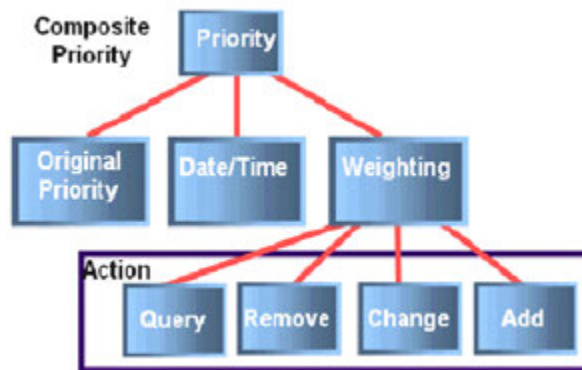 Composite
Priority
Priority
Original
Priority
Date/Time
Weighting
Action
Query
Remove
Change
Add